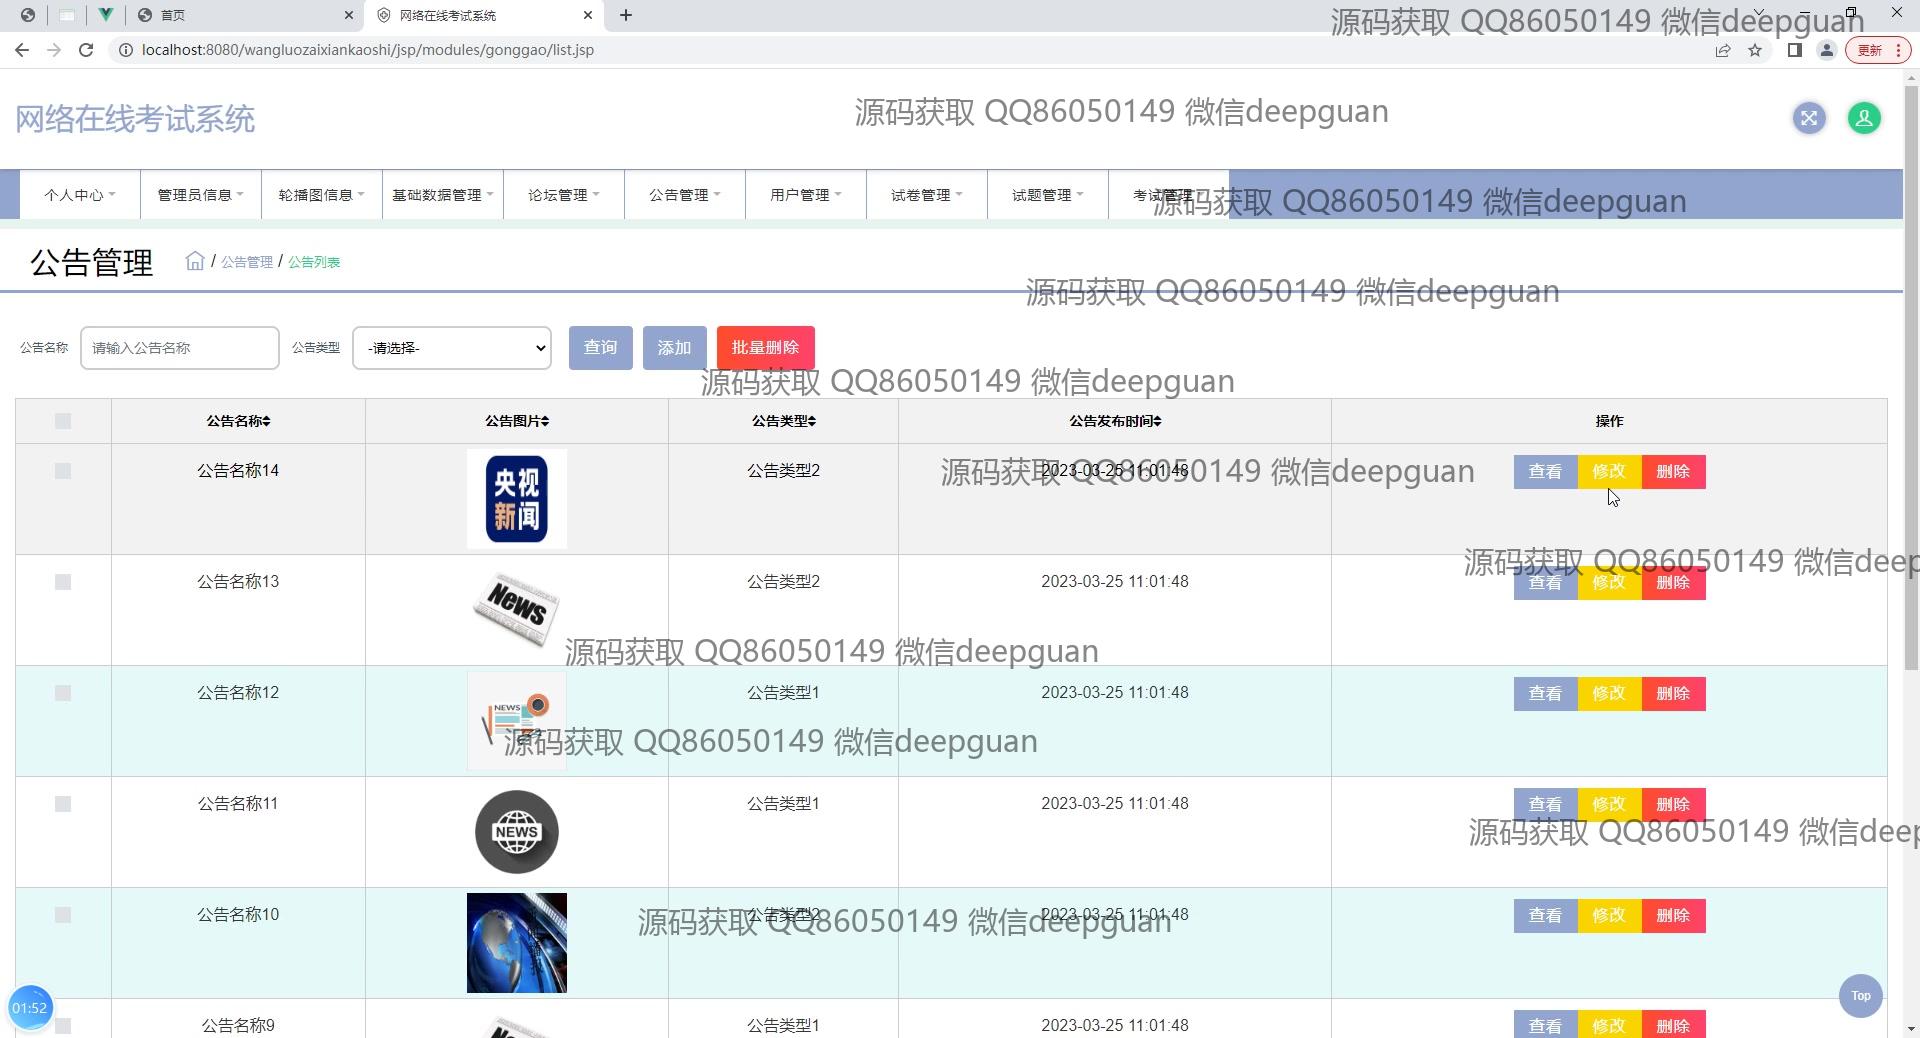 首页
网络在线考试系统
源码获取 QQ86050149 微信deepguan
localhost:8080/wangluozaixiankaoshi/jsp/modules/gonggao/list.jsp
更新
网络在线考试系统
源码获取 QQ86050149 微信deepguan
个人中心 管理员信息 轮播图信息 基础数据管理 论坛管理 公告管理 用户管理 试卷管理 试题管理 考试管理
源码获取 QQ86050149 微信deepguan
公告管理 / 公告管理 / 公告列表
源码获取 QQ86050149 微信deepguan
公告名称 请输入公告名称 公告类型 -请选择- 查询 添加 批量删除
源码获取 QQ86050149 微信deepguan
公告名称 公告图片 公告类型 公告发布时间 操作
公告名称14 央视新闻 公告类型2 2023-03-25 11:01:48 查看 修改 删除
源码获取 QQ86050149 微信deepguan
源码获取 QQ86050149 微信deep
公告名称13 News 公告类型2 2023-03-25 11:01:48 查看 修改 删除
源码获取 QQ86050149 微信deepguan
公告名称12 NEWS 公告类型1 2023-03-25 11:01:48 查看 修改 删除
源码获取 QQ86050149 微信deepguan
公告名称11 NEWS 公告类型1 2023-03-25 11:01:48 查看 修改 删除
源码获取 QQ86050149 微信deep
公告名称10 公告类型2 2023-03-25 11:01:48 查看 修改 删除
源码获取 QQ86050149 微信deepguan
Top
01:52
公告名称9 公告类型1 2023-03-25 11:01:48 查看 修改 删除